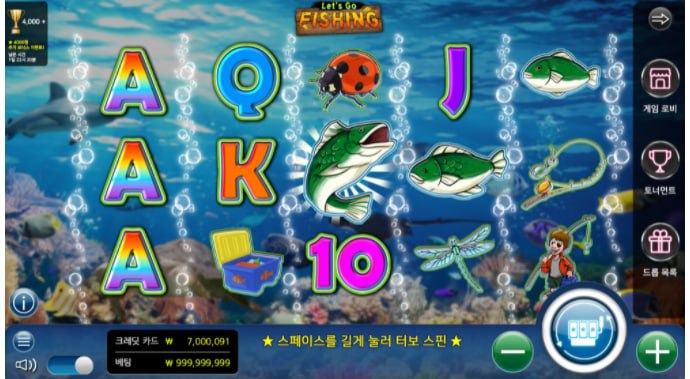 4,000 +
Let's Go
FISHING
A Q J
게임 로비
A K
토너먼트
A 10
드롭 목록
크레딧 카드 ₩ 7,000,091
베팅 ₩ 999,999,999
★ 스페이스를 길게 눌러 터보 스핀 ★